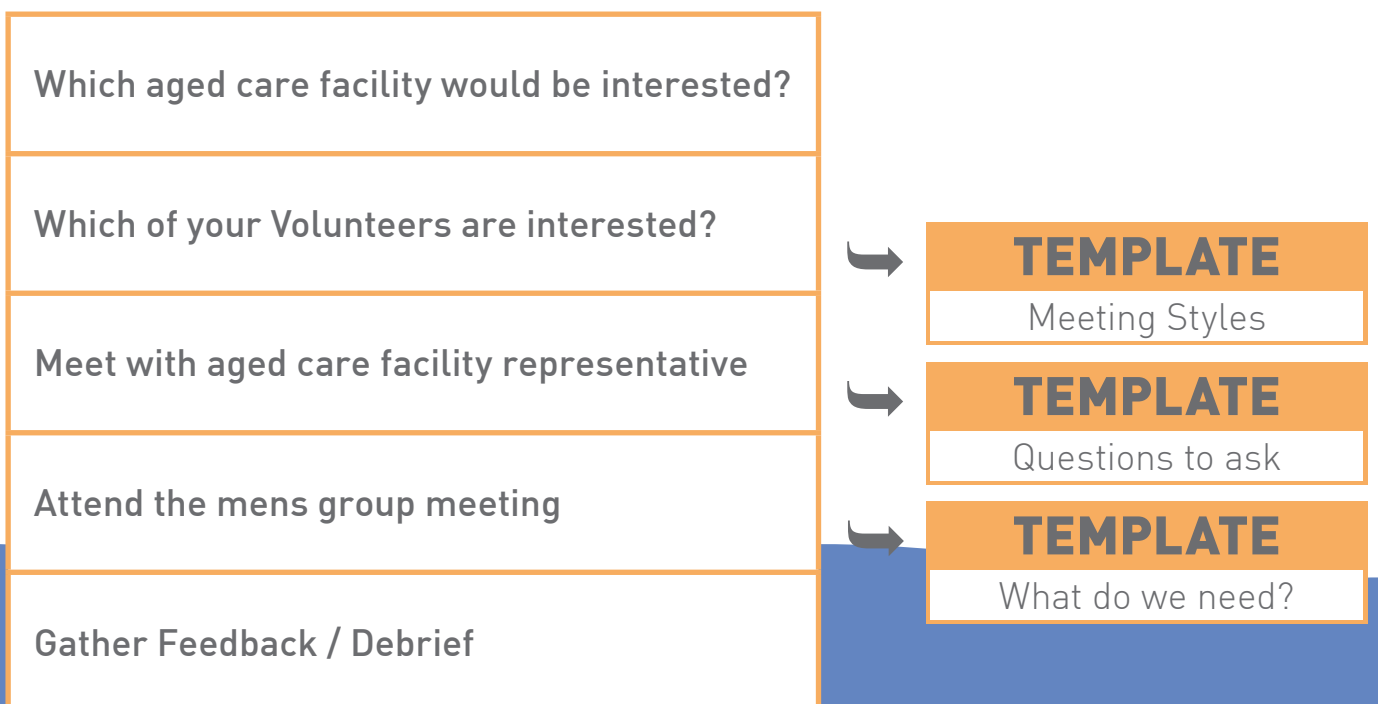 Which aged care facility would be interested?
Which of your Volunteers are interested?
TEMPLATE
Meeting Styles
Meet with aged care facility representative
TEMPLATE
Questions to ask
Attend the mens group meeting
TEMPLATE
What do we need?
Gather Feedback / Debrief